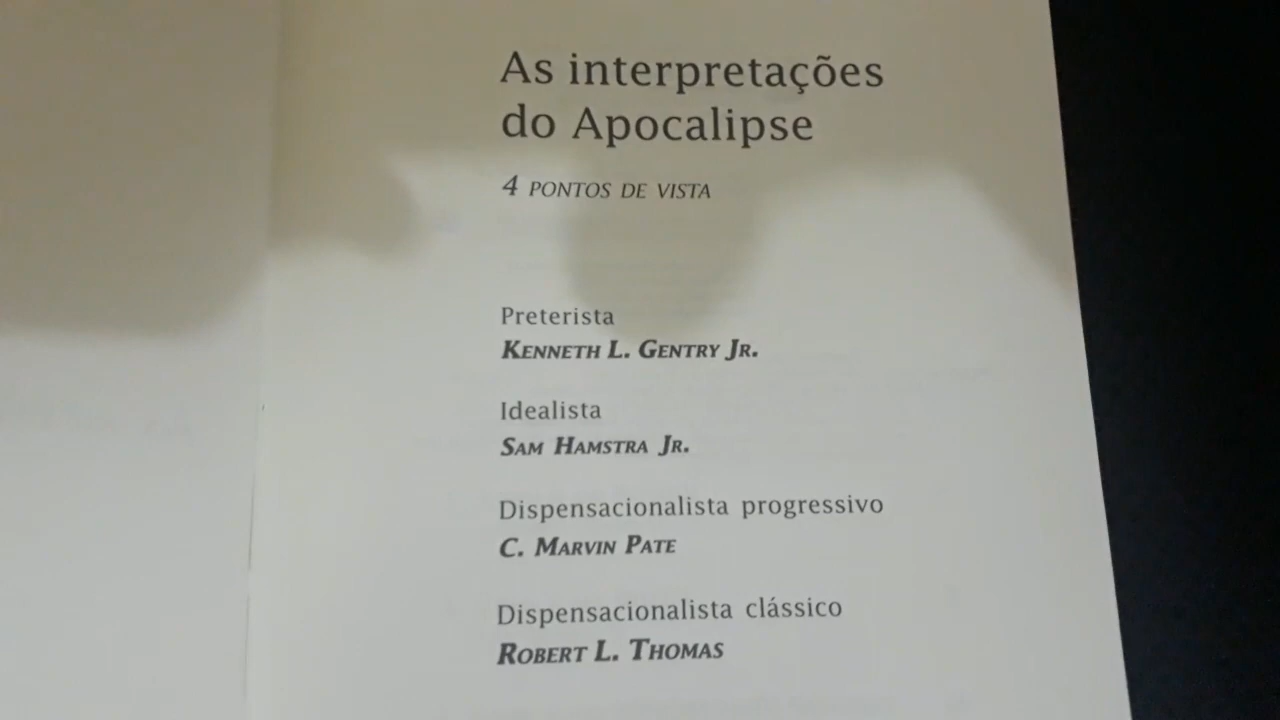 As interpretações
do Apocalipse
4 PONTOS DE VISTA
Preterista
KENNETH L. GENTRY JR.
Idealista
SAM HAMSTRA JR.
Dispensacionalista progressivo
C. MARVIN PATE
Dispensacionalista clássico
ROBERT L. THOMAS